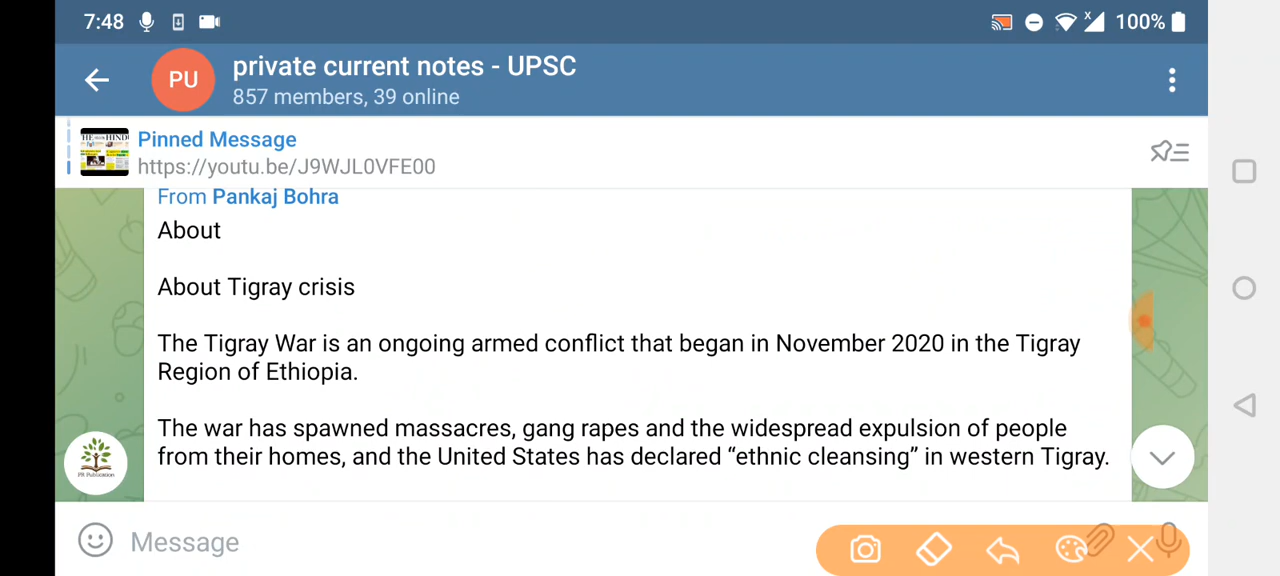 7:48
100%
PU
private current notes - UPSC
857 members, 39 online
Pinned Message
https://youtu.be/J9WJL0VFE00
From Pankaj Bohra
About
About Tigray crisis
The Tigray War is an ongoing armed conflict that began in November 2020 in the Tigray
Region of Ethiopia.
The war has spawned massacres, gang rapes and the widespread expulsion of people
from their homes, and the United States has declared “ethnic cleansing” in western Tigray.
PR Publication
Message